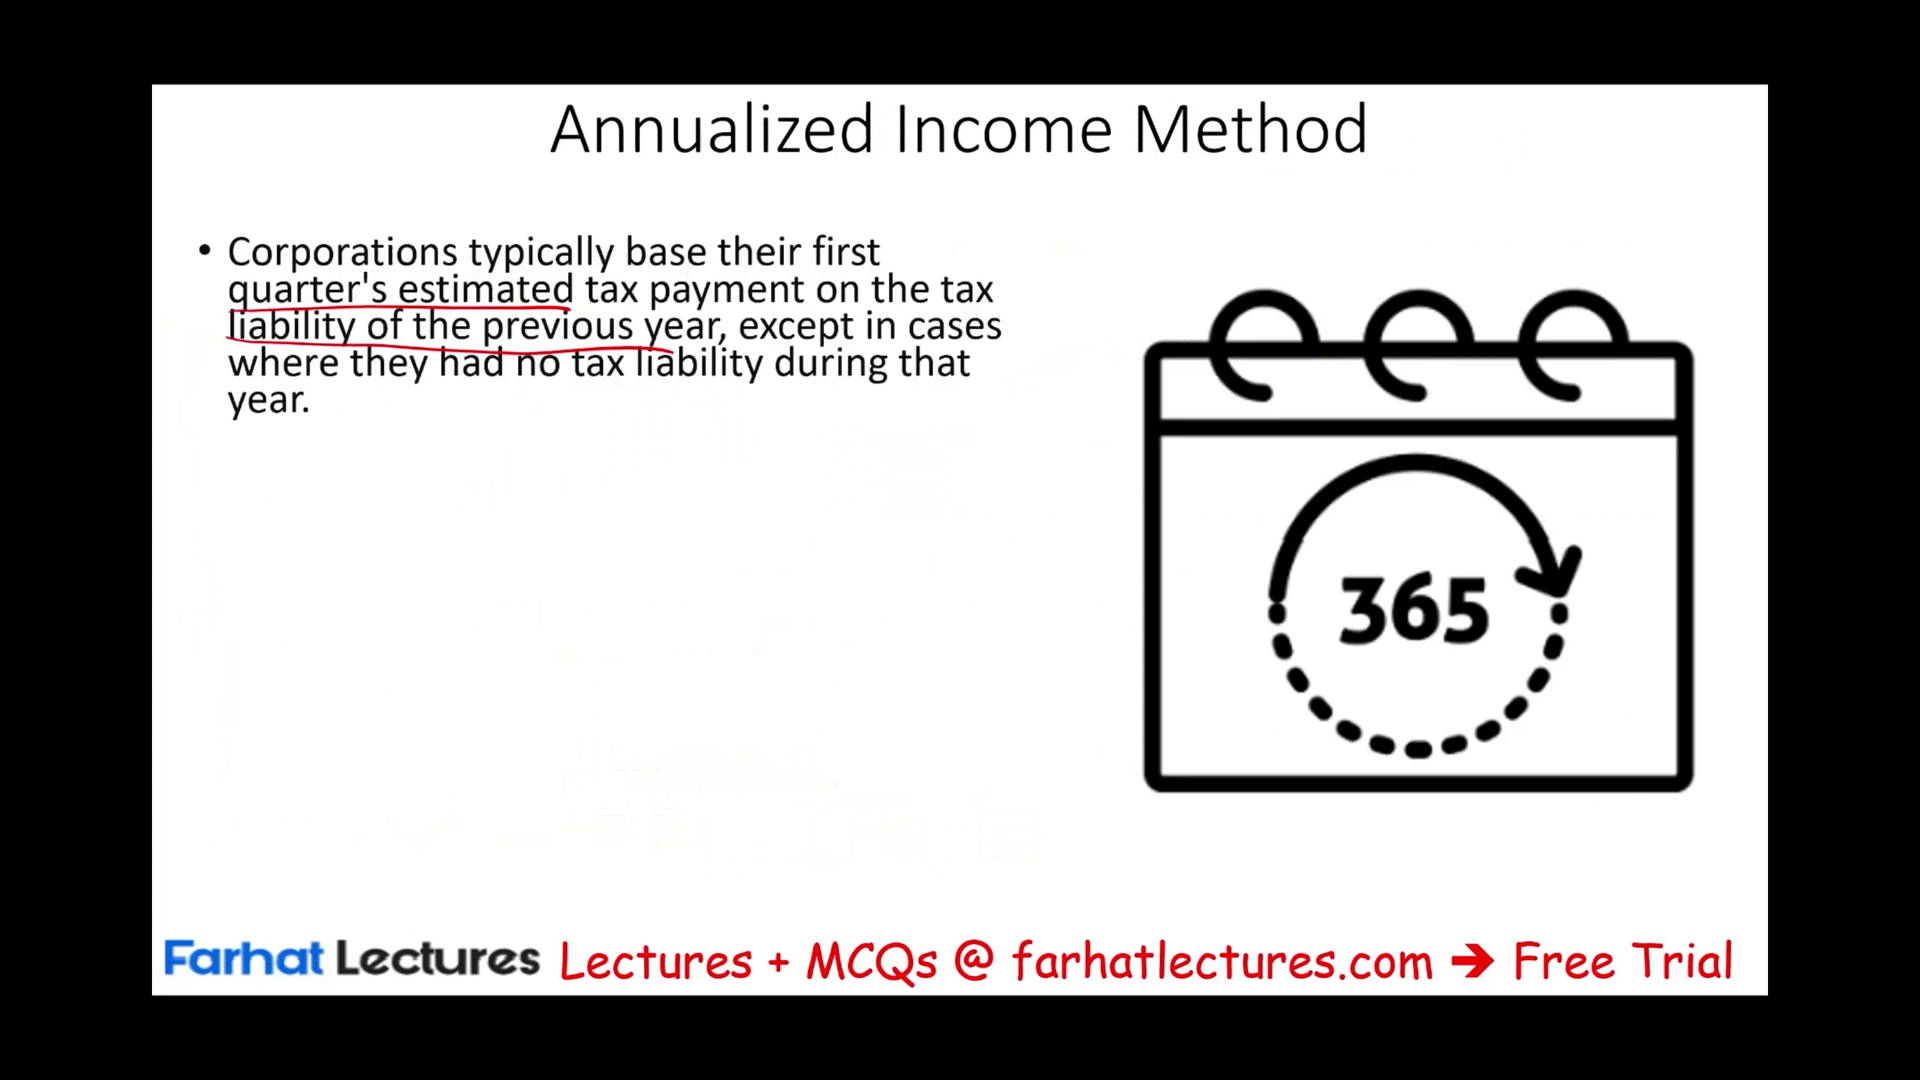 Annualized Income Method
• Corporations typically base their first
quarter's estimated tax payment on the tax
liability of the previous year, except in cases
where they had no tax liability during that
year.
365
Farhat Lectures Lectures + MCQs @ farhatlectures.com ➔ Free Trial